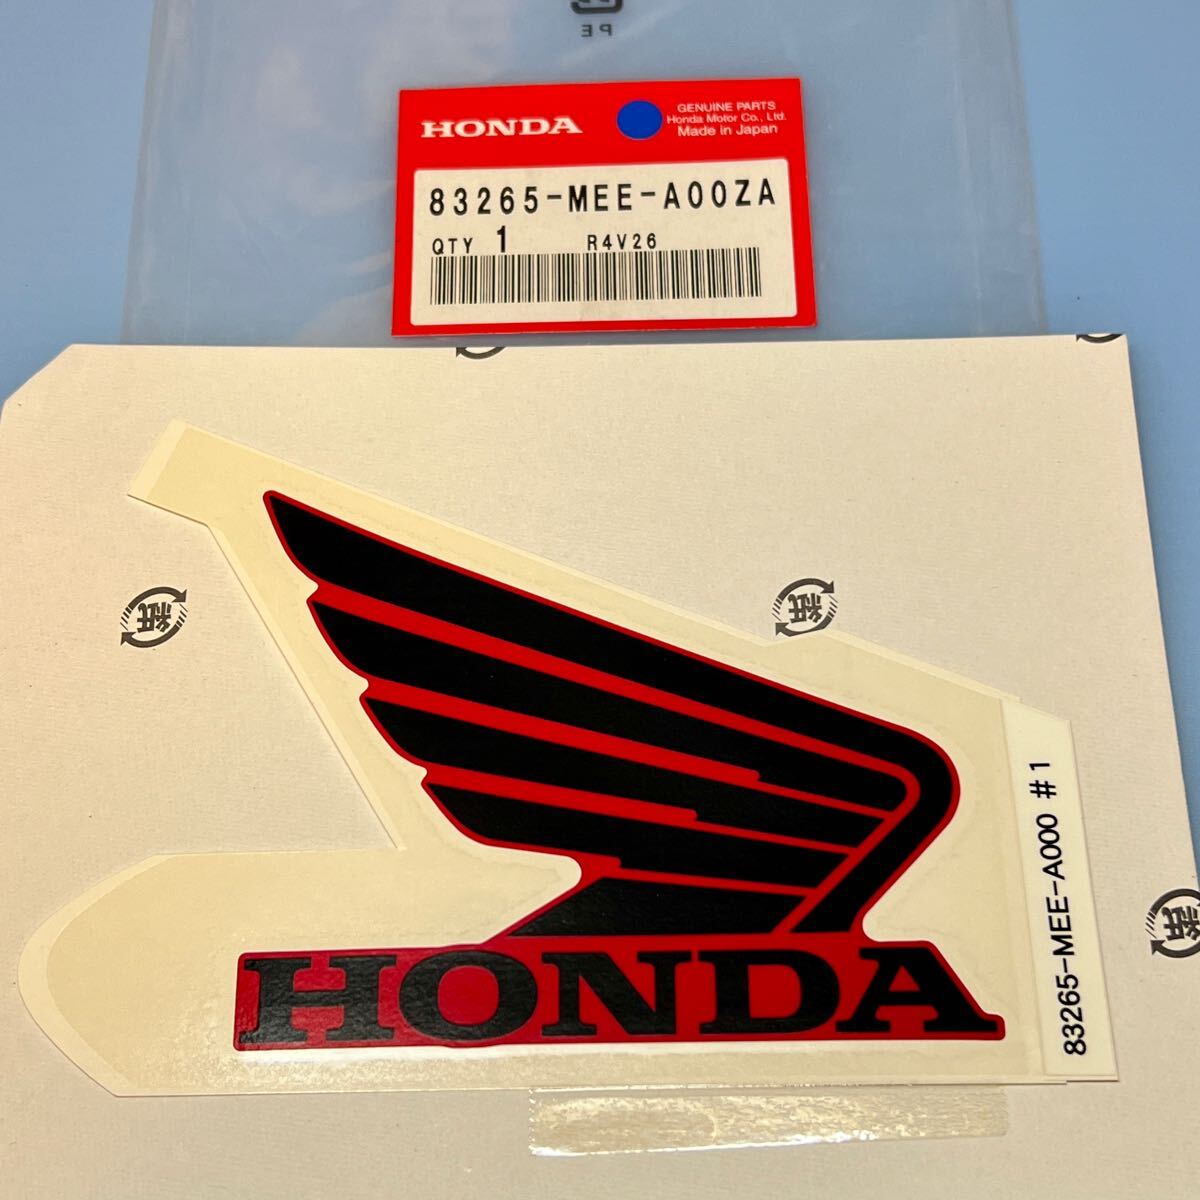 PE
HONDA
GENUINE PARTS
Honda Motor Co., Ltd.
Made in Japan
83265-MEE-A00ZA
QTY 1 R4V26
HONDA
83265-MEE-A000 #1